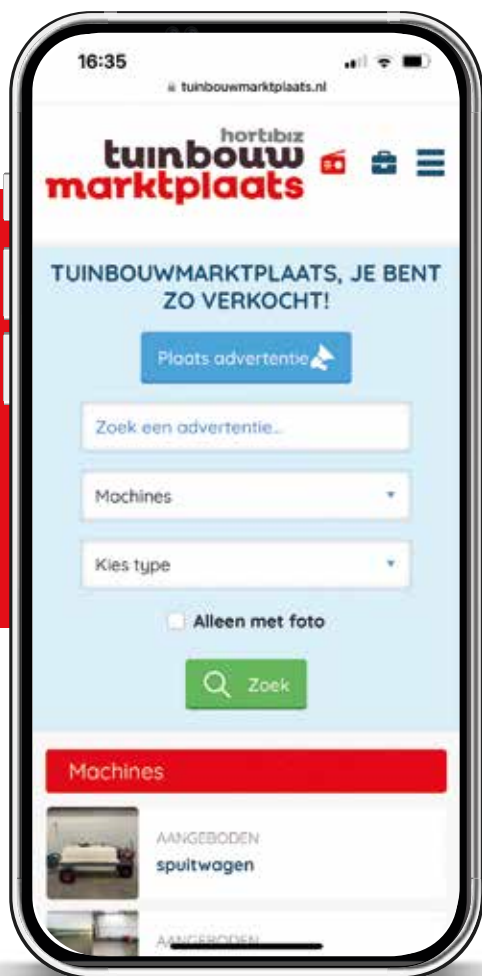 16:35
tuinbouwmarktplaats.nl
hortibiz
tuinbouw
marktplaats
TUINBOUWMARKTPLAATS, JE BENT
ZO VERKOCHT!
Plaats advertentie
Zoek een advertentie...
Machines
Kies type
Alleen met foto
Zoek
Machines
AANGEBODEN
spuitwagen
AANGEBODEN